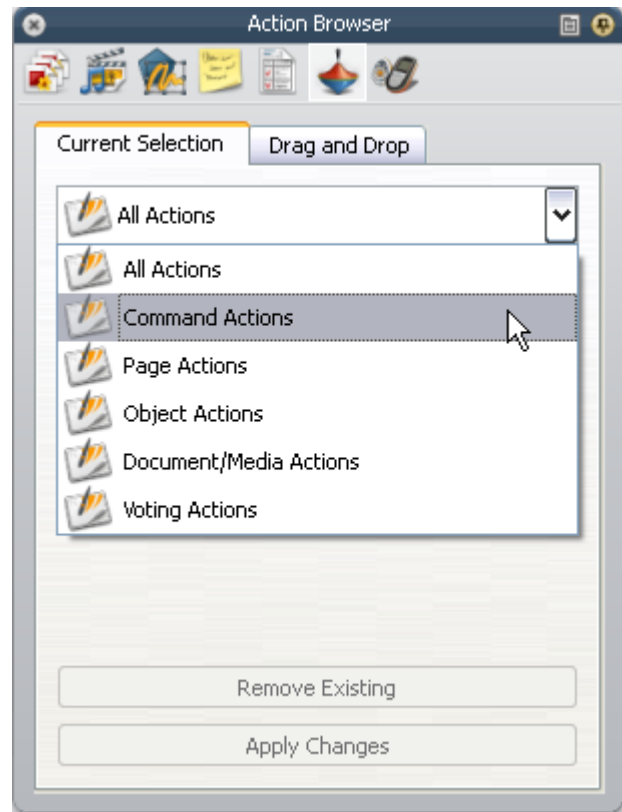 Action Browser
Current Selection
Drag and Drop
All Actions
All Actions
Command Actions
Page Actions
Object Actions
Document/Media Actions
Voting Actions
Remove Existing
Apply Changes